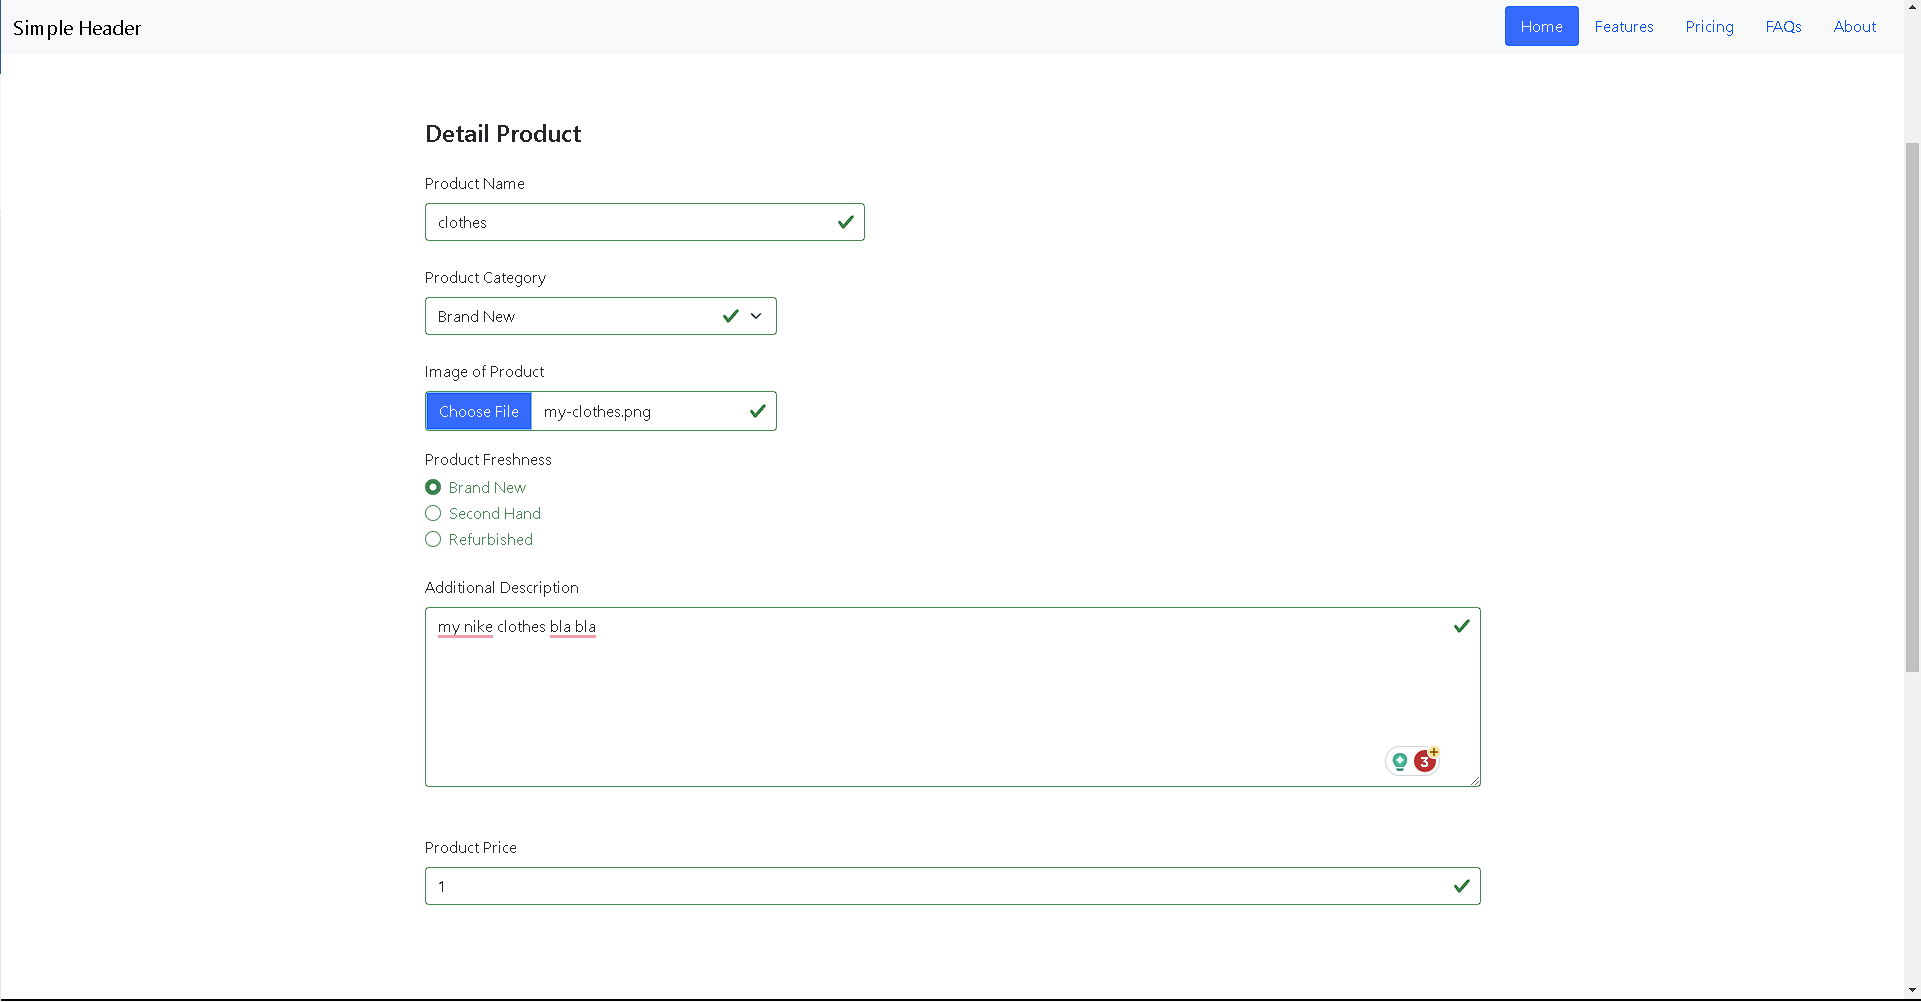 Simple Header
Home Features Pricing FAQs About
Detail Product
Product Name
clothes
Product Category
Brand New
Image of Product
Choose File my-clothes.png
Product Freshness
Brand New
Second Hand
Refurbished
Additional Description
my nike clothes bla bla
3
Product Price
1